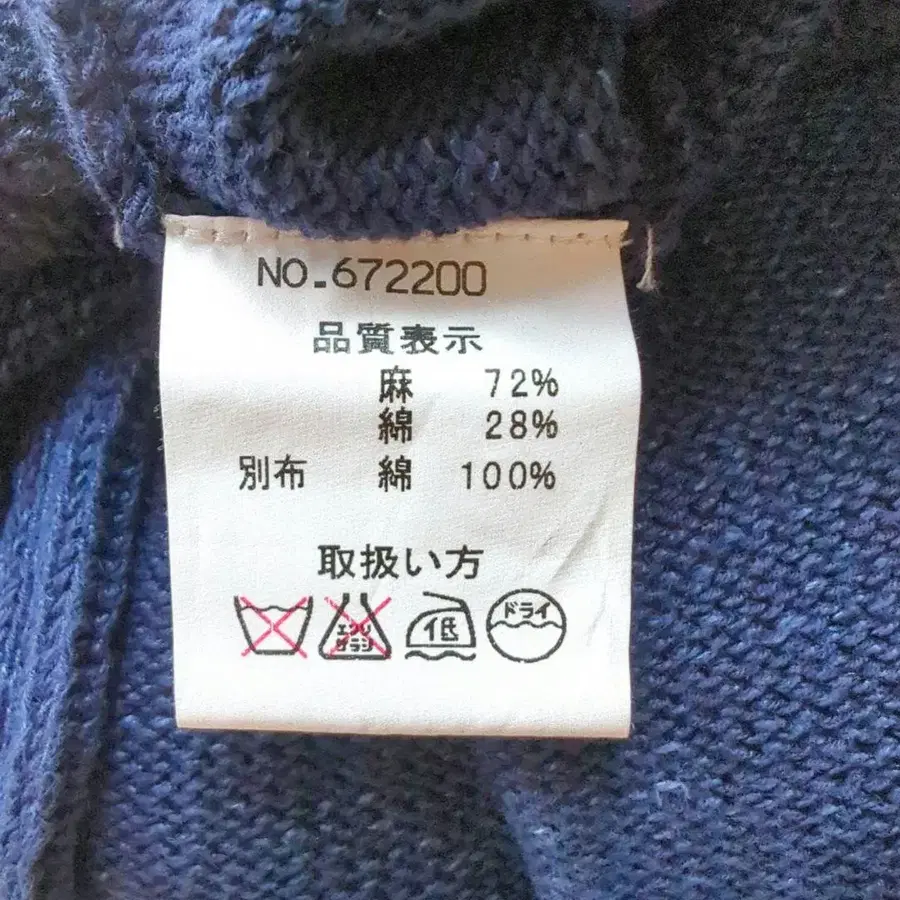 NO.672200
品質表示
麻 72%
綿 28%
別布 綿 100%
取扱い方
エンソ サラシ 低 ドライ